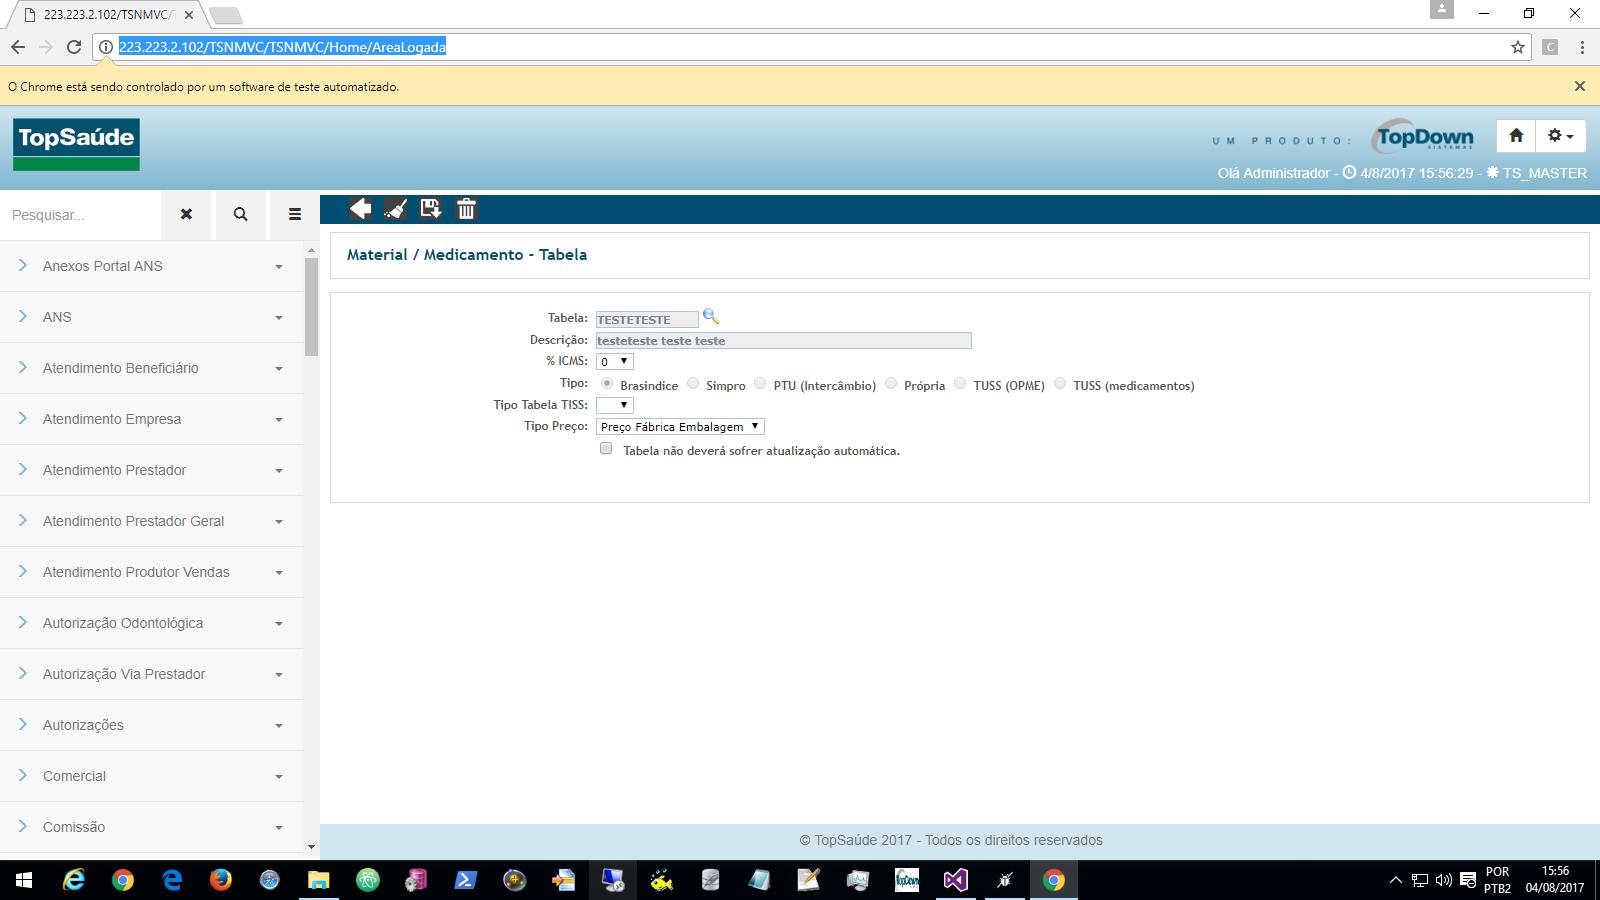 223.223.2.102/TSNMVC/T
223.223.2.102/TSNMVC/TSNMVC/Home/AreaLogada
C
O Chrome está sendo controlado por um software de teste automatizado.
TopSaúde
UM PRODUTO:
TopDown
SISTEMAS
Olá Administrador - 4/8/2017 15:56:29 - TS_MASTER
Pesquisar...
Anexos Portal ANS
ANS
Atendimento Beneficiário
Atendimento Empresa
Atendimento Prestador
Atendimento Prestador Geral
Atendimento Produtor Vendas
Autorização Odontológica
Autorização Via Prestador
Autorizações
Comercial
Comissão
Material / Medicamento - Tabela
Tabela: TESTETESTE
Descrição: testeteste teste teste
% ICMS: 0
Tipo: Brasindice Simpro PTU (Intercâmbio) Própria TUSS (OPME) TUSS (medicamentos)
Tipo Tabela TISS:
Tipo Preço: Preço Fábrica Embalagem
Tabela não deverá sofrer atualização automática.
© TopSaúde 2017 - Todos os direitos reservados
TopDown
POR
PTB2
15:56
04/08/2017